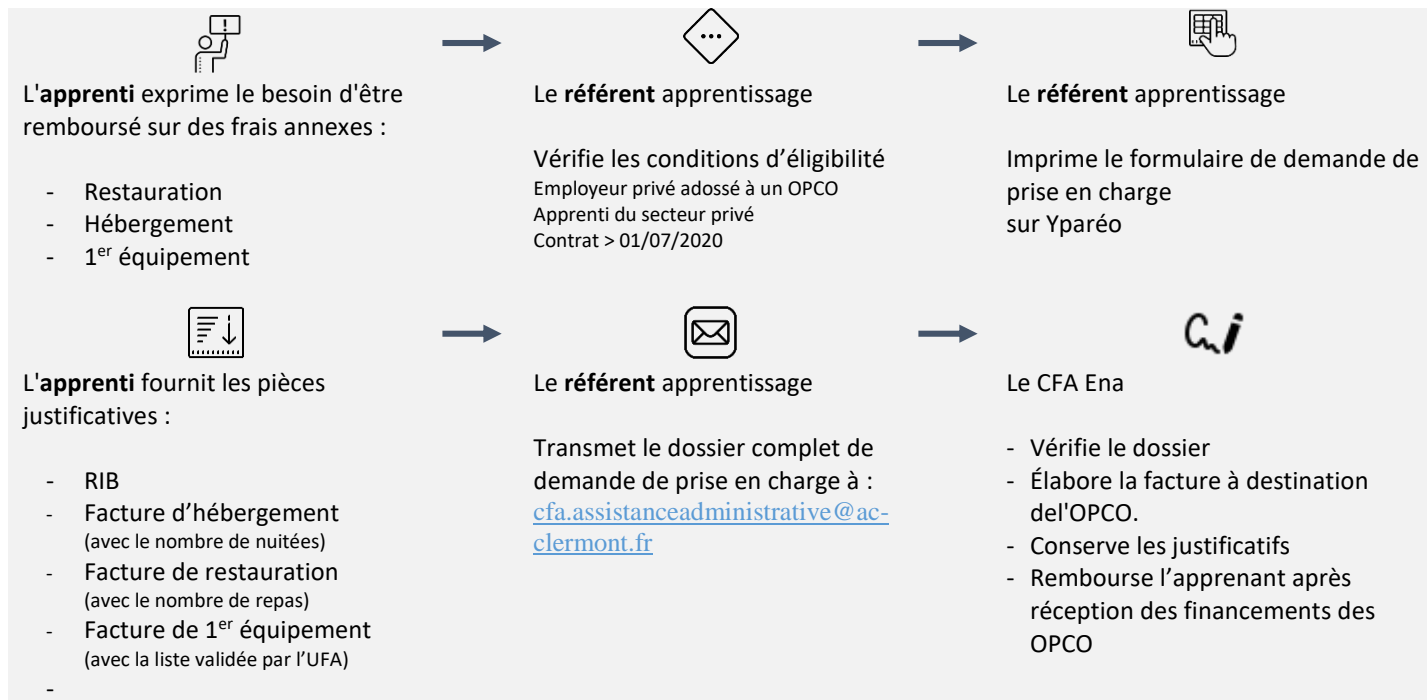 L'apprenti exprime le besoin d'être
remboursé sur des frais annexes :
- Restauration
- Hébergement
- 1er équipement
Le référent apprentissage
Vérifie les conditions d’éligibilité
Employeur privé adossé à un OPCO
Apprenti du secteur privé
Contrat > 01/07/2020
Le référent apprentissage
Imprime le formulaire de demande de
prise en charge
sur Yparéo
L'apprenti fournit les pièces
justificatives :
- RIB
- Facture d’hébergement
(avec le nombre de nuitées)
- Facture de restauration
(avec le nombre de repas)
- Facture de 1er équipement
(avec la liste validée par l’UFA)
-
Le référent apprentissage
Transmet le dossier complet de
demande de prise en charge à :
cfa.assistanceadministrative@ac-
clermont.fr
Le CFA Ena
- Vérifie le dossier
- Élabore la facture à destination
del'OPCO.
- Conserve les justificatifs
- Rembourse l’apprenant après
réception des financements des
OPCO